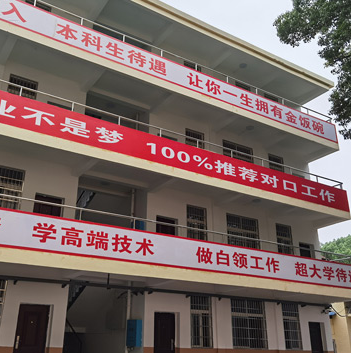 入 本科生待遇 让你一生拥有金饭碗
业不是梦 100%推荐对口工作
学高端技术 做白领工作 超大学待遇